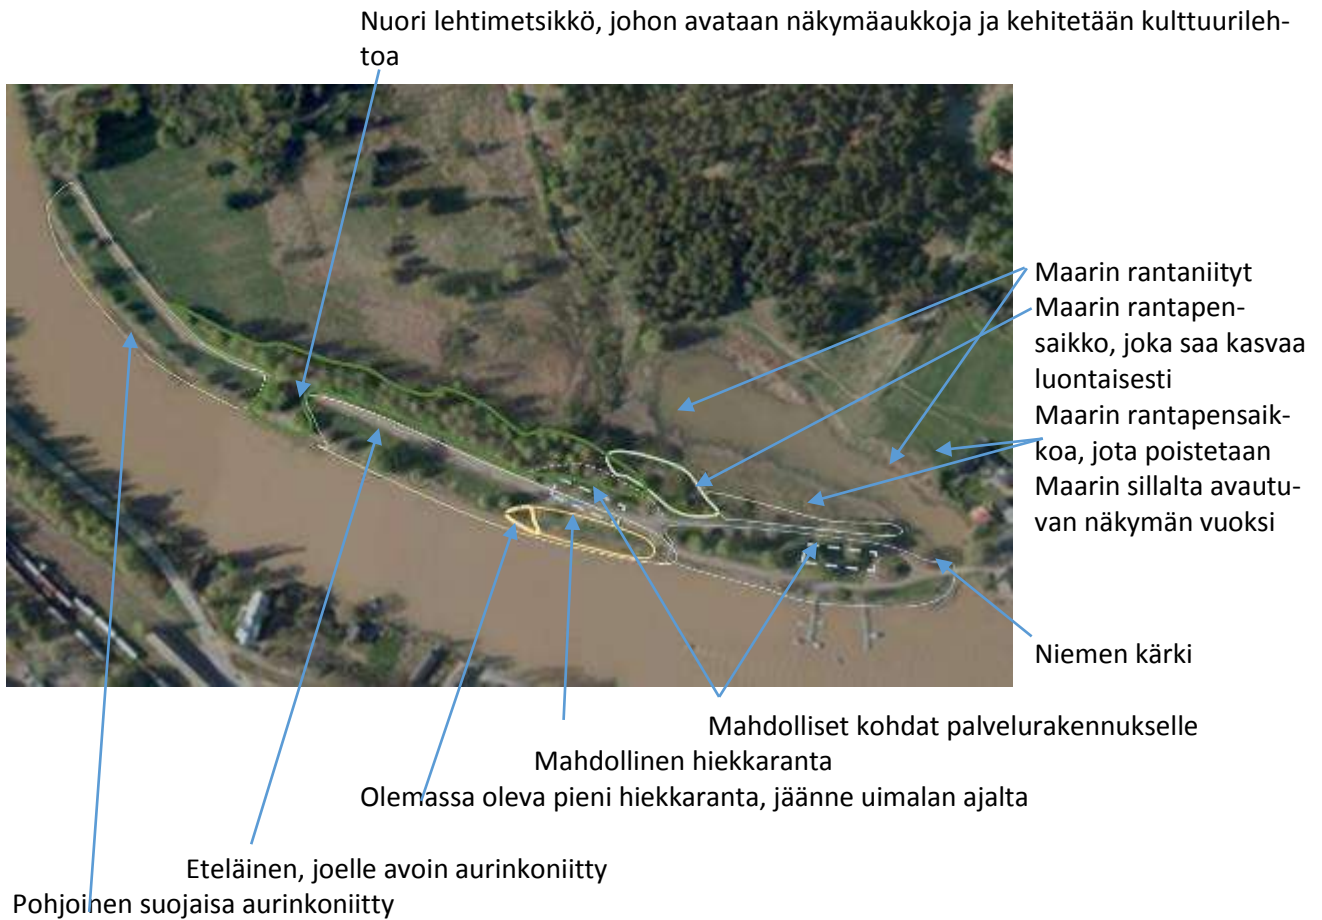 Nuori lehtimetsikkö, johon avataan näkymäaukkoja ja kehitetään kulttuurileh-
toa
Maarin rantaniityt
Maarin rantapen-
saikko, joka saa kasvaa
luontaisesti
Maarin rantapensaik-
koa, jota poistetaan
Maarin sillalta avautu-
van näkymän vuoksi
Niemen kärki
Mahdolliset kohdat palvelurakennukselle
Mahdollinen hiekkaranta
Olemassa oleva pieni hiekkaranta, jäänne uimalan ajalta
Eteläinen, joelle avoin aurinkoniitty
Pohjoinen suojaisa aurinkoniitty